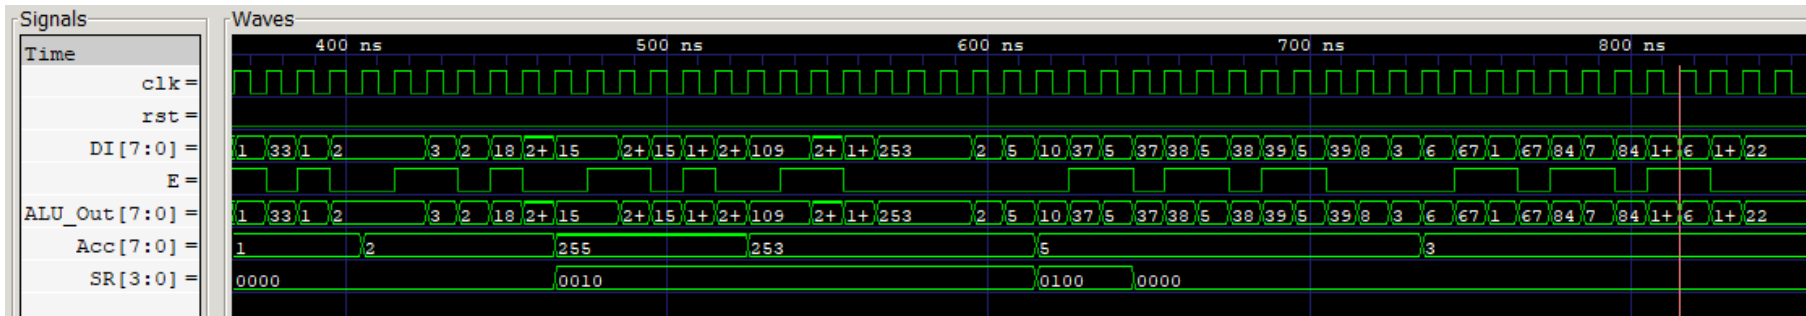 Signals Waves
Time 400 ns 500 ns 600 ns 700 ns 800 ns
clk =
rst =
DI[7:0] = 1 33 1 2 3 2 18 2+ 15 2+ 15 1+ 2+ 109 2+ 1+ 253 2 5 10 37 5 37 38 5 38 39 5 39 8 3 6 67 1 67 84 7 84 1+ 6 1+ 22
E =
ALU_Out[7:0] = 1 33 1 2 3 2 18 2+ 15 2+ 15 1+ 2+ 109 2+ 1+ 253 2 5 10 37 5 37 38 5 38 39 5 39 8 3 6 67 1 67 84 7 84 1+ 6 1+ 22
Acc[7:0] = 1 2 255 253 5 3
SR[3:0] = 0000 0010 0100 0000